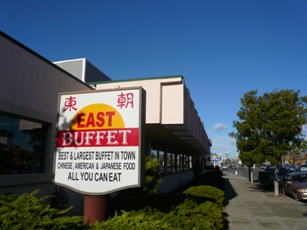 東 朝
EAST
BUFFET
BEST & LARGEST BUFFET IN TOWN
CHINESE, AMERICAN & JAPANESE FOOD
ALL YOU CAN EAT